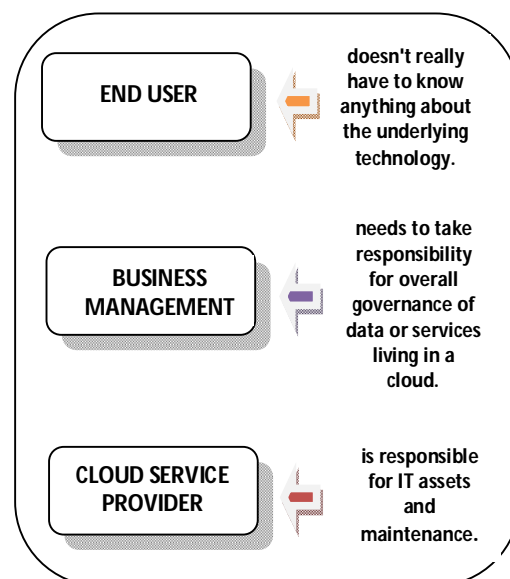 END USER
doesn't really
have to know
anything about
the underlying
technology.
BUSINESS
MANAGEMENT
needs to take
responsibility
for overall
governance of
data or services
living in a
cloud.
CLOUD SERVICE
PROVIDER
is responsible
for IT assets
and
maintenance.